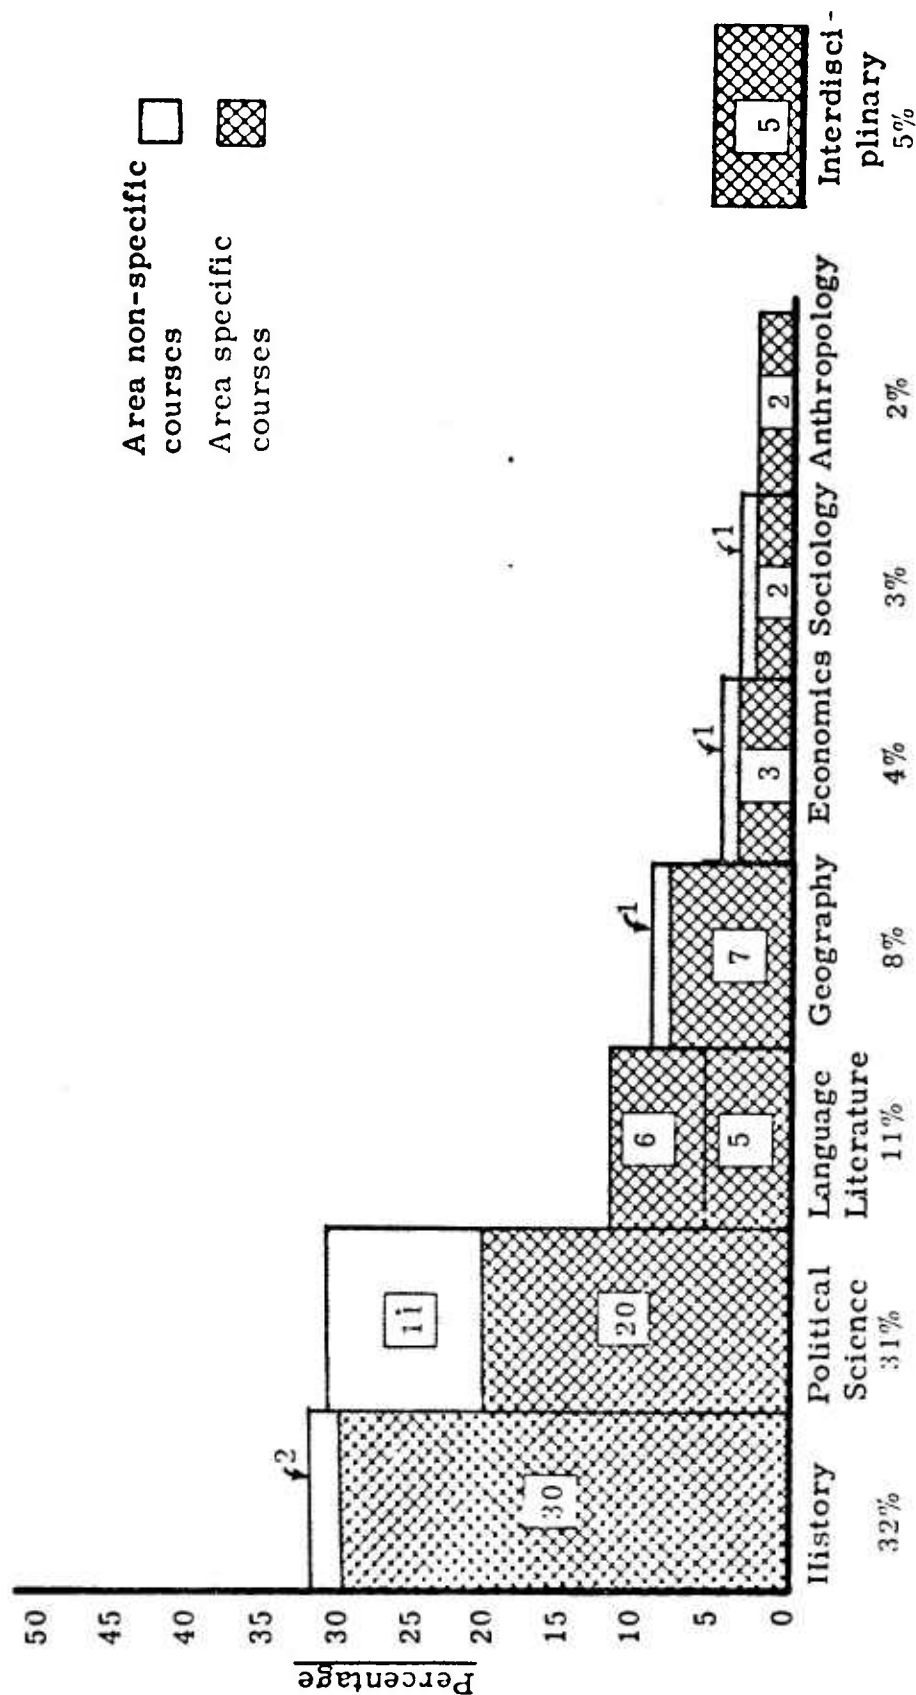 Area non-specific
courses
Area specific
courses
Percentage
50
45
40
35
30
25
20
15
10
5
0
2
30
11
20
6
5
1
7
1
3
1
2
2
5
History
32%
Political
Science
31%
Language
Literature
11%
Geography
8%
Economics
4%
Sociology
3%
Anthropology
2%
Interdisci-
plinary
5%